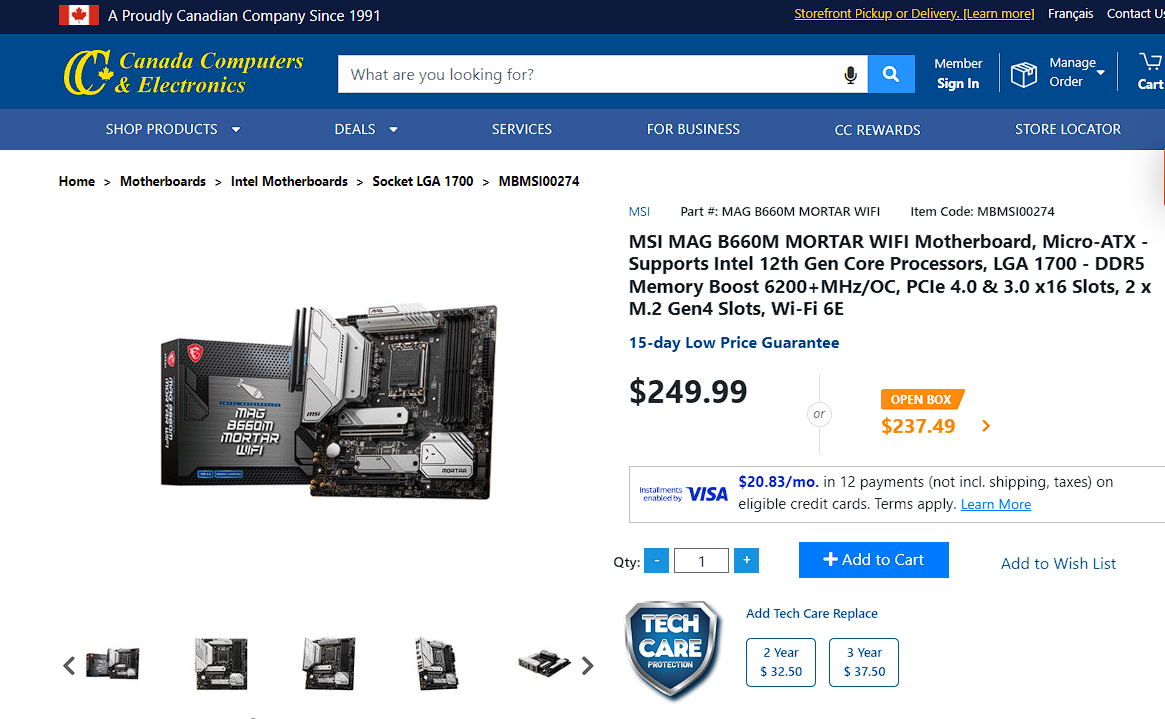 A Proudly Canadian Company Since 1991
Storefront Pickup or Delivery. [Learn more]
Français
Contact Us
Canada Computers
& Electronics
What are you looking for?
Member
Sign In
Manage
Order
Cart
SHOP PRODUCTS
DEALS
SERVICES
FOR BUSINESS
CC REWARDS
STORE LOCATOR
Home > Motherboards > Intel Motherboards > Socket LGA 1700 > MBMSI00274
MSI
Part #: MAG B660M MORTAR WIFI
Item Code: MBMSI00274
MSI MAG B660M MORTAR WIFI Motherboard, Micro-ATX -
Supports Intel 12th Gen Core Processors, LGA 1700 - DDR5
Memory Boost 6200+MHz/OC, PCIe 4.0 & 3.0 x16 Slots, 2 x
M.2 Gen4 Slots, Wi-Fi 6E
15-day Low Price Guarantee
$249.99
or
OPEN BOX
$237.49
MAG
B660M
MORTAR
WIFI
msi
MORTAR
Installments
enabled by
VISA
$20.83/mo. in 12 payments (not incl. shipping, taxes) on
eligible credit cards. Terms apply. Learn More
Qty:
-
1
+
Add to Cart
Add to Wish List
TECH
CARE
PROTECTION
Add Tech Care Replace
2 Year
$ 32.50
3 Year
$ 37.50